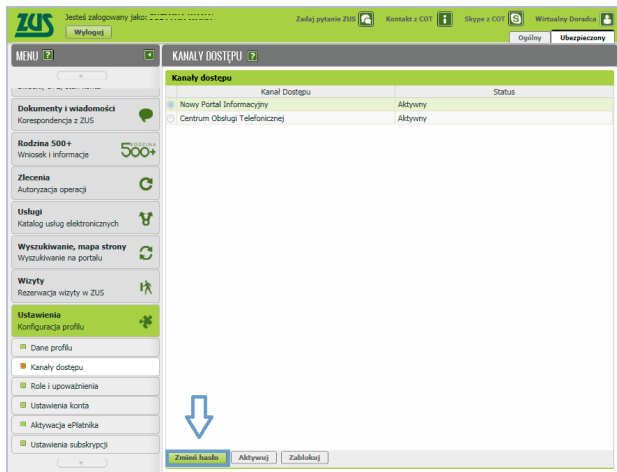 ZUS
Jesteś zalogowany jako:
Wyloguj
Zadaj pytanie ZUS
Kontakt z COT
Skype z COT
Wirtualny Doradca
Ogólny
Ubezpieczony
MENU
KANAŁY DOSTĘPU
Dokumenty i wiadomości
Korespondencja z ZUS
Rodzina 500+
Wniosek i informacje
RODZINA
500+
Zlecenia
Autoryzacja operacji
Usługi
Katalog usług elektronicznych
Wyszukiwanie, mapa strony
Wyszukiwanie na portalu
Wizyty
Rezerwacja wizyty w ZUS
Ustawienia
Konfiguracja profilu
Dane profilu
Kanały dostępu
Role i upoważnienia
Ustawienia konta
Aktywacja ePłatnika
Ustawienia subskrypcji
Kanały dostępu
Kanał Dostępu Status
Nowy Portal Informacyjny Aktywny
Centrum Obsługi Telefonicznej Aktywny
Zmień hasło Aktywuj Zablokuj